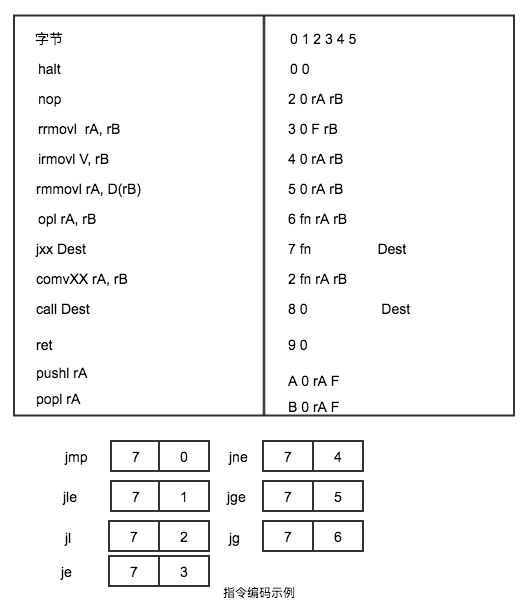 字节 0 1 2 3 4 5
halt 0 0
nop 2 0 rA rB
rrmovl rA, rB 3 0 F rB
irmovl V, rB 4 0 rA rB
rmmovl rA, D(rB) 5 0 rA rB
opl rA, rB 6 fn rA rB
jxx Dest 7 fn Dest
comvXX rA, rB 2 fn rA rB
call Dest 8 0 Dest
ret 9 0
pushl rA A 0 rA F
popl rA B 0 rA F
jmp 7 0 jne 7 4
jle 7 1 jge 7 5
jl 7 2 jg 7 6
je 7 3
指令编码示例